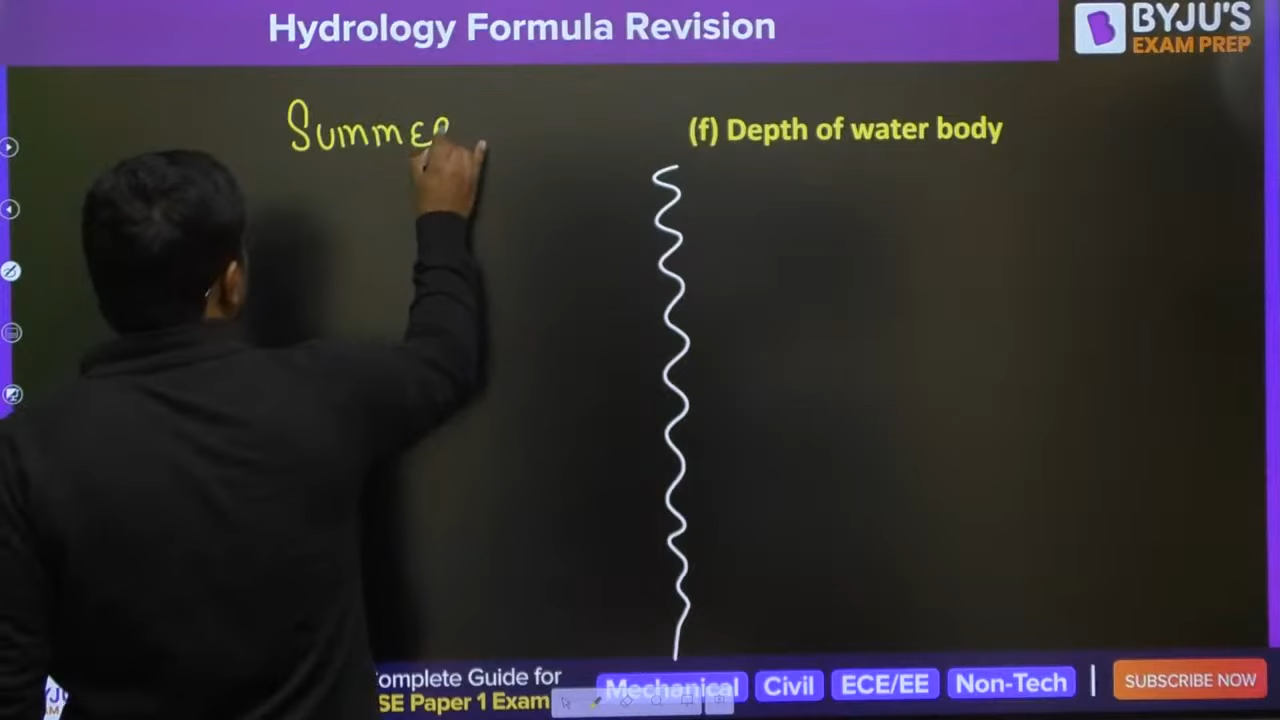 Hydrology Formula Revision
BYJU'S
EXAM PREP
Summe
(f) Depth of water body
omplete Guide for
SE Paper 1 Exam
Mechanical
Civil
ECE/EE
Non-Tech
SUBSCRIBE NOW